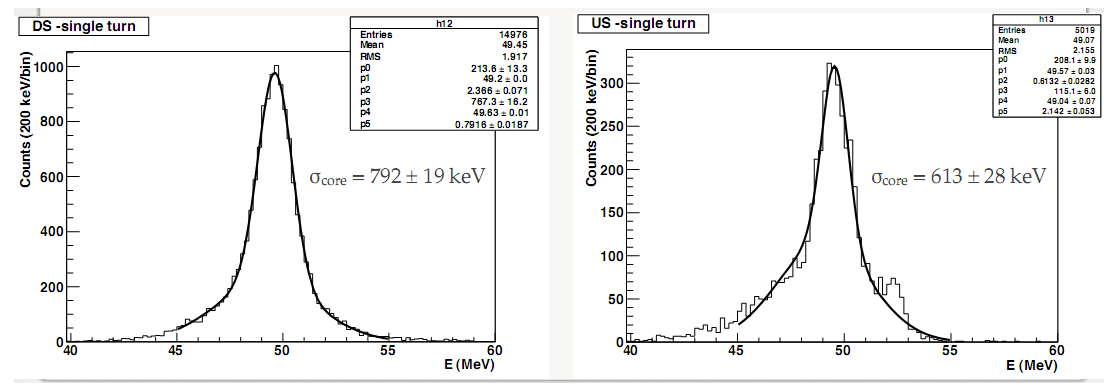 DS -single turn
h12
Entries 14976
Mean 49.45
RMS 1.917
p0 213.6 ± 13.3
p1 49.2 ± 0.0
p2 2.366 ± 0.071
p3 767.3 ± 16.2
p4 49.63 ± 0.01
p5 0.7916 ± 0.0187
Counts (200 keV/bin)
1000
800
600
400
200
0
σcore = 792 ± 19 keV
40 45 50 55 60
E (MeV)
US -single turn
h13
Entries 5019
Mean 49.07
RMS 2.155
p0 208.1 ± 9.9
p1 49.57 ± 0.03
p2 0.6132 ± 0.0282
p3 115.1 ± 6.0
p4 49.04 ± 0.07
p5 2.142 ± 0.053
Counts (200 keV/bin)
300
250
200
150
100
50
0
σcore = 613 ± 28 keV
40 45 50 55 60
E (MeV)